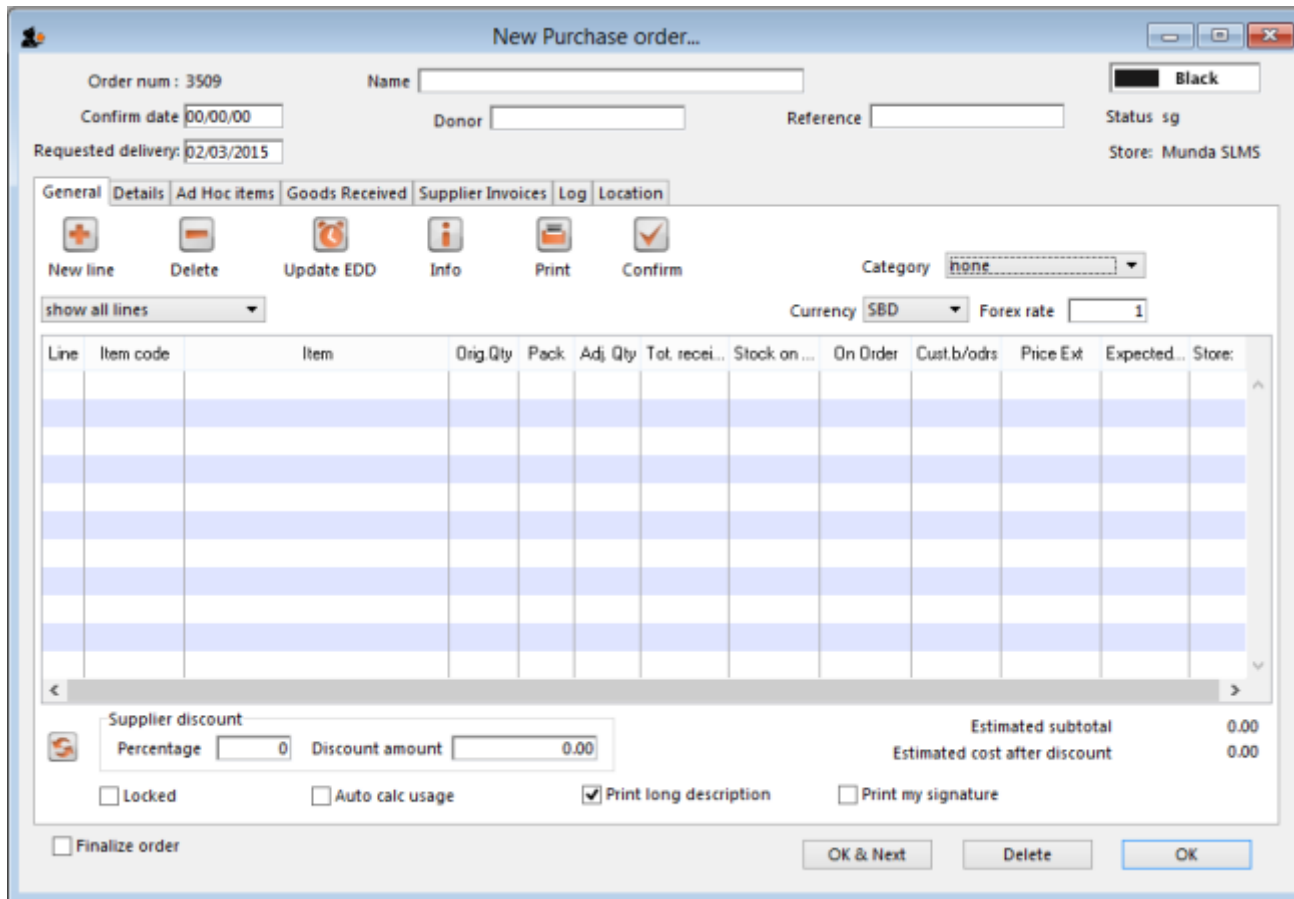 New Purchase order...
Order num : 3509 Name Black
Confirm date 00/00/00 Donor Reference Status sg
Requested delivery: 02/03/2015 Store: Munda SLMS
General Details Ad Hoc items Goods Received Supplier Invoices Log Location
New line Delete Update EDD Info Print Confirm Category none
show all lines Currency SBD Forex rate 1
Line Item code Item Orig.Qty Pack Adj. Qty Tot. recei... Stock on ... On Order Cust.b/odrs Price Ext Expected... Store:
Supplier discount Estimated subtotal 0.00
Percentage 0 Discount amount 0.00 Estimated cost after discount 0.00
Locked Auto calc usage Print long description Print my signature
Finalize order OK & Next Delete OK